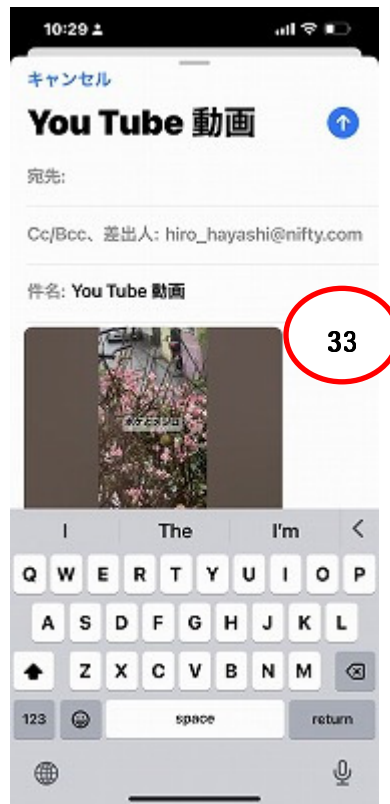 10:29
キャンセル
You Tube 動画
宛先:
Cc/Bcc、差出人: hiro_hayashi@nifty.com
件名: You Tube 動画
33
I The I'm
Q W E R T Y U I O P
A S D F G H J K L
Z X C V B N M
123 space return